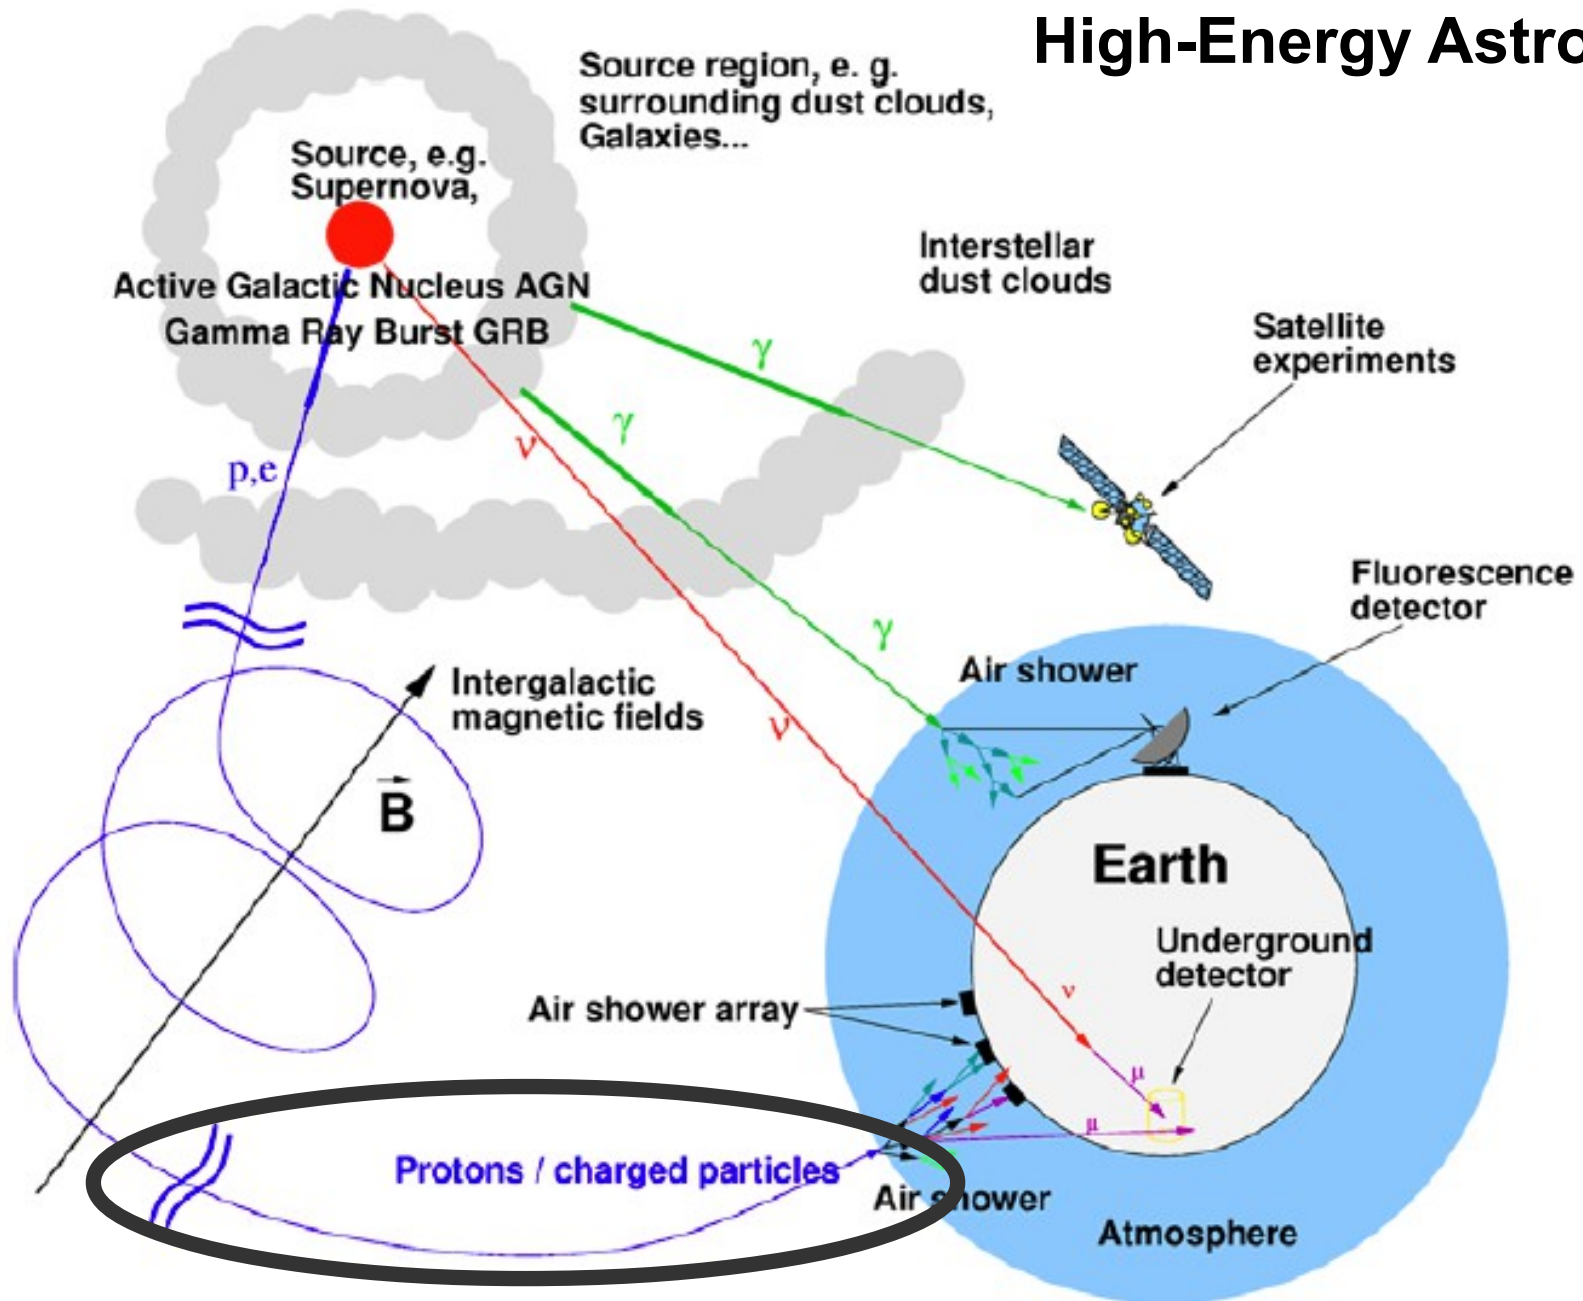 High-Energy Astro
Source region, e. g.
surrounding dust clouds,
Galaxies...
Source, e.g.
Supernova,
Active Galactic Nucleus AGN
Gamma Ray Burst GRB
Interstellar
dust clouds
Satellite
experiments
γ
γ
ν
p,e
Fluorescence
detector
γ
Air shower
Intergalactic
magnetic fields
ν
B
Earth
Underground
detector
ν
Air shower array
μ
μ
Protons / charged particles
Air shower
Atmosphere